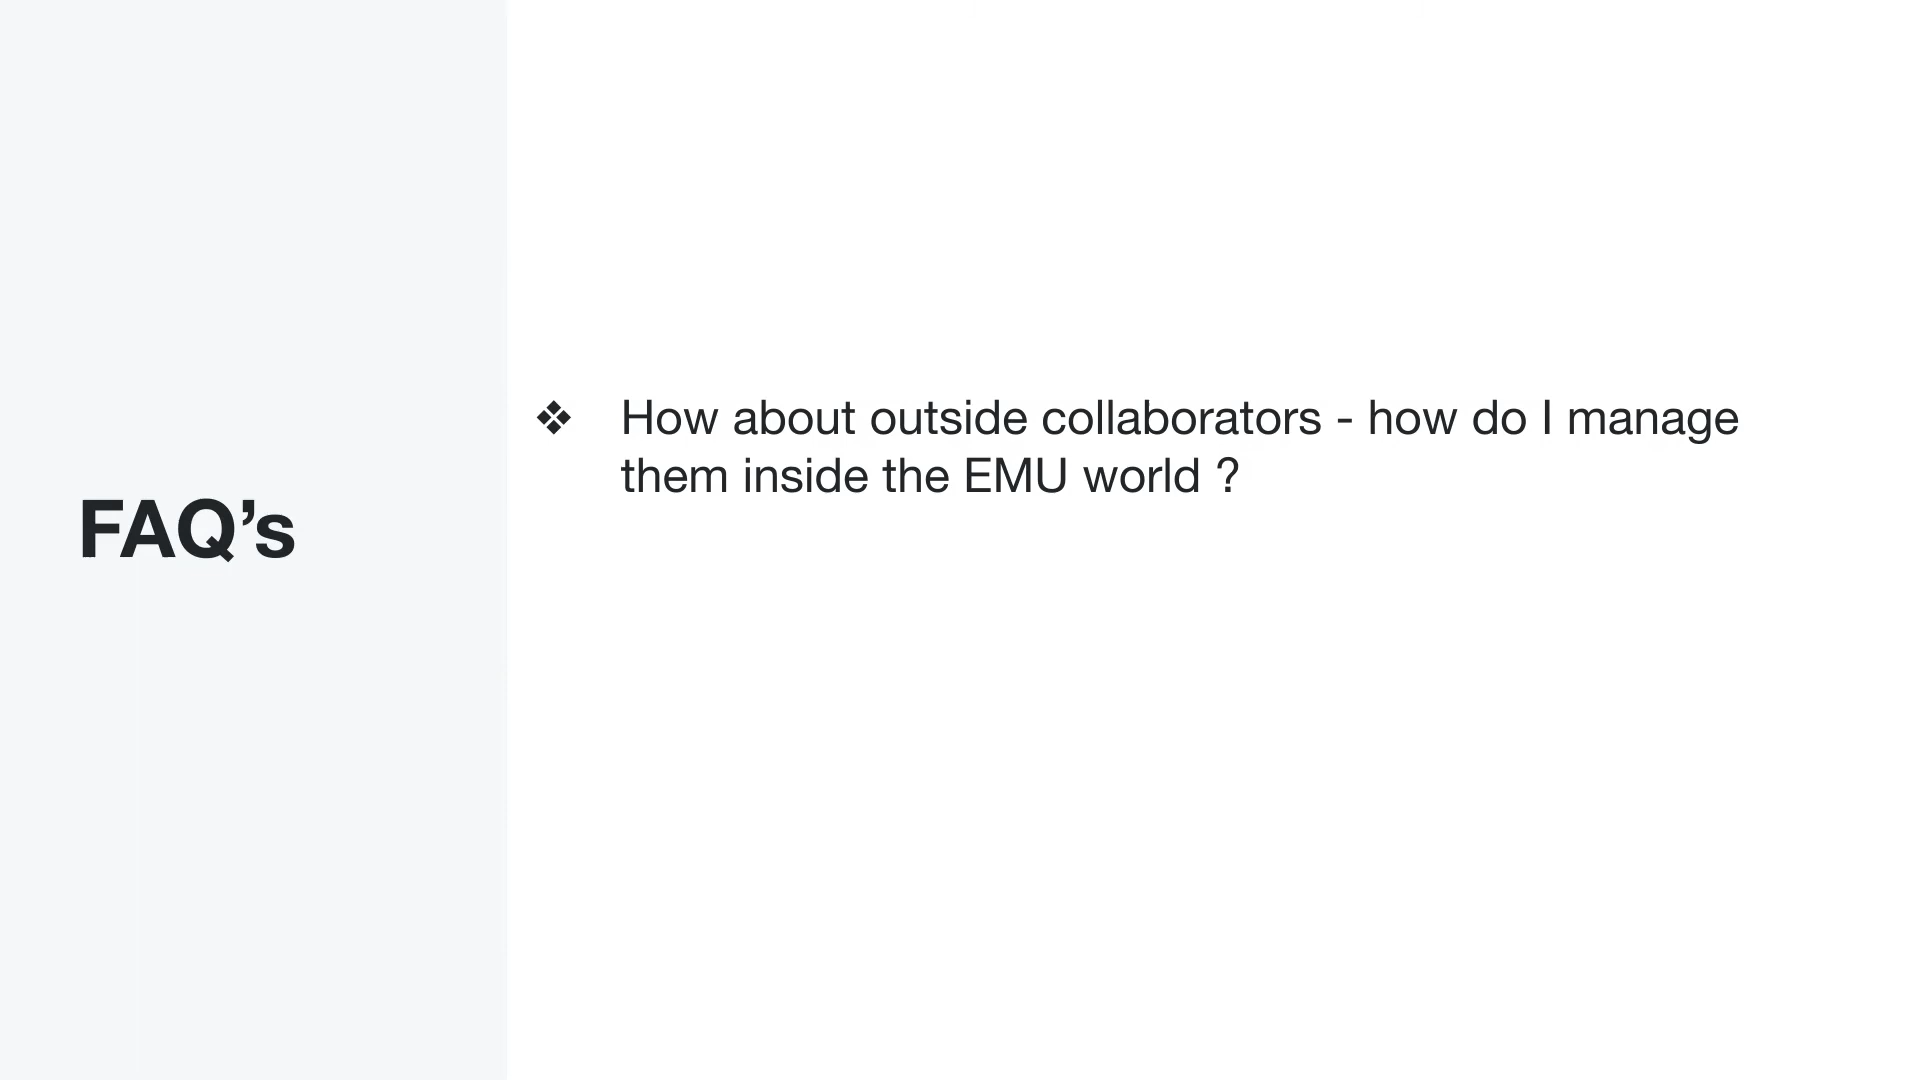 FAQ’s
❖ How about outside collaborators - how do I manage
them inside the EMU world ?